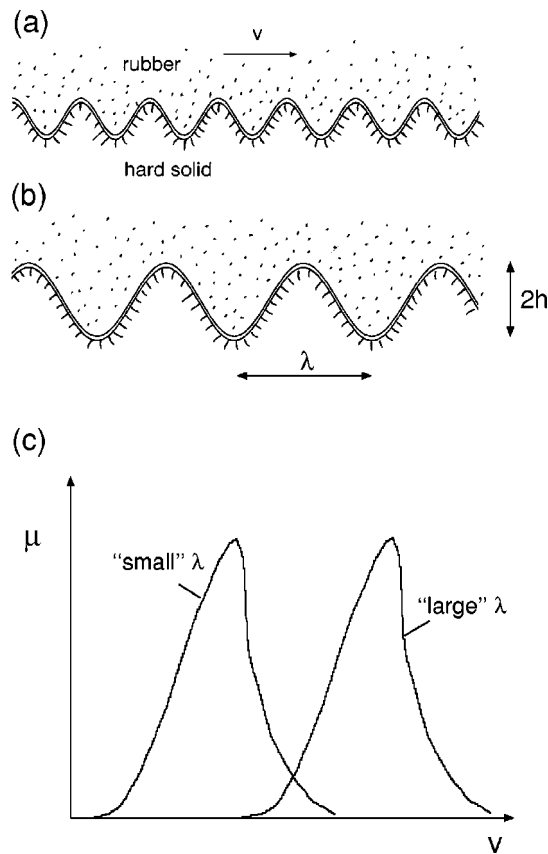 (a)
v
rubber
hard solid
(b)
2h
λ
(c)
μ
"small" λ
"large" λ
v